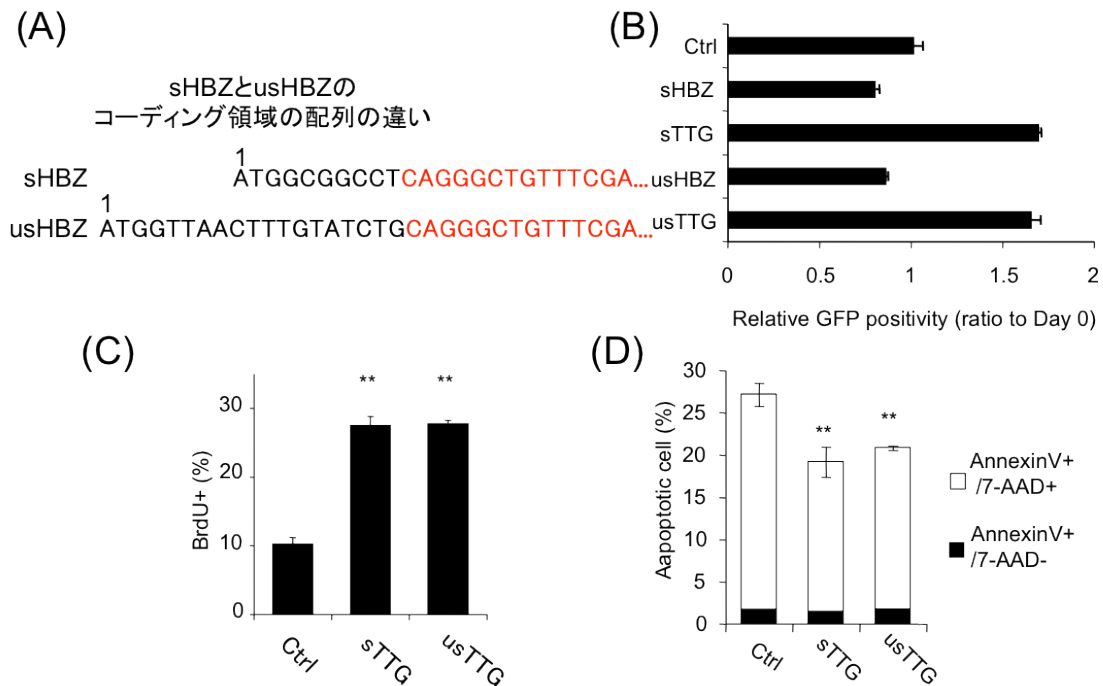 (A)
sHBZとusHBZの
コーディング領域の配列の違い
1
sHBZ ATGGCGGCCTCAGGGCTGTTTCGA...
1
usHBZ ATGGTTAACTTTGTATCTGCAGGGCTGTTTCGA...
(B)
Ctrl
sHBZ
sTTG
usHBZ
usTTG
0 0.5 1 1.5 2
Relative GFP positivity (ratio to Day 0)
(C)
BrdU+ (%)
30
20
10
0
** **
Ctrl sTTG usTTG
(D)
Aapoptotic cell (%)
30
25
20
15
10
5
0
** **
Ctrl sTTG usTTG
AnnexinV+
/7-AAD+
AnnexinV+
/7-AAD-